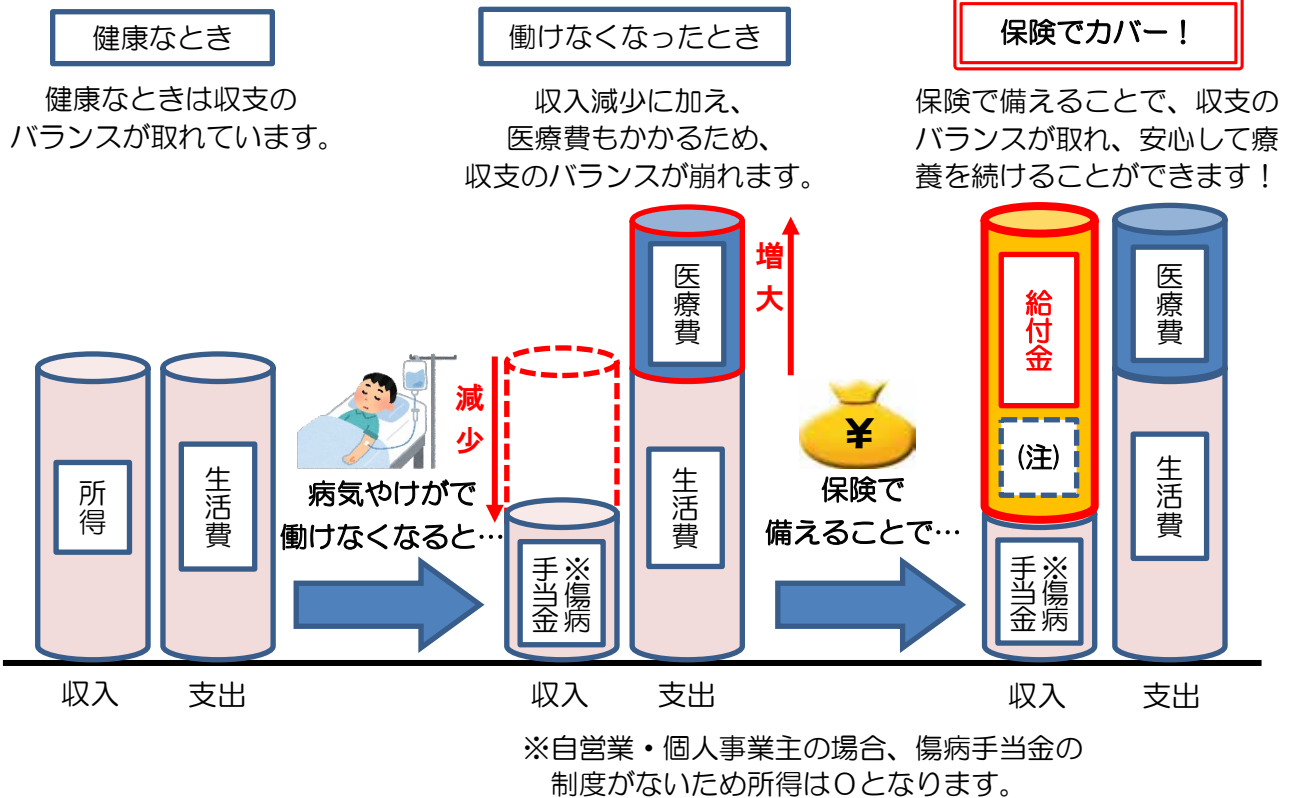 健康なとき
健康なときは収支の
バランスが取れています。
所得
生活費
収入
支出
病気やけがで
働けなくなると…
働けなくなったとき
収入減少に加え、
医療費もかかるため、
収支のバランスが崩れます。
減少
※傷病
手当金
増大
医療費
生活費
収入
支出
¥
保険で
備えることで…
保険でカバー！
保険で備えることで、収支の
バランスが取れ、安心して療
養を続けることができます！
給付金
(注)
※傷病
手当金
医療費
生活費
収入
支出
※自営業・個人事業主の場合、傷病手当金の
制度がないため所得は０となります。